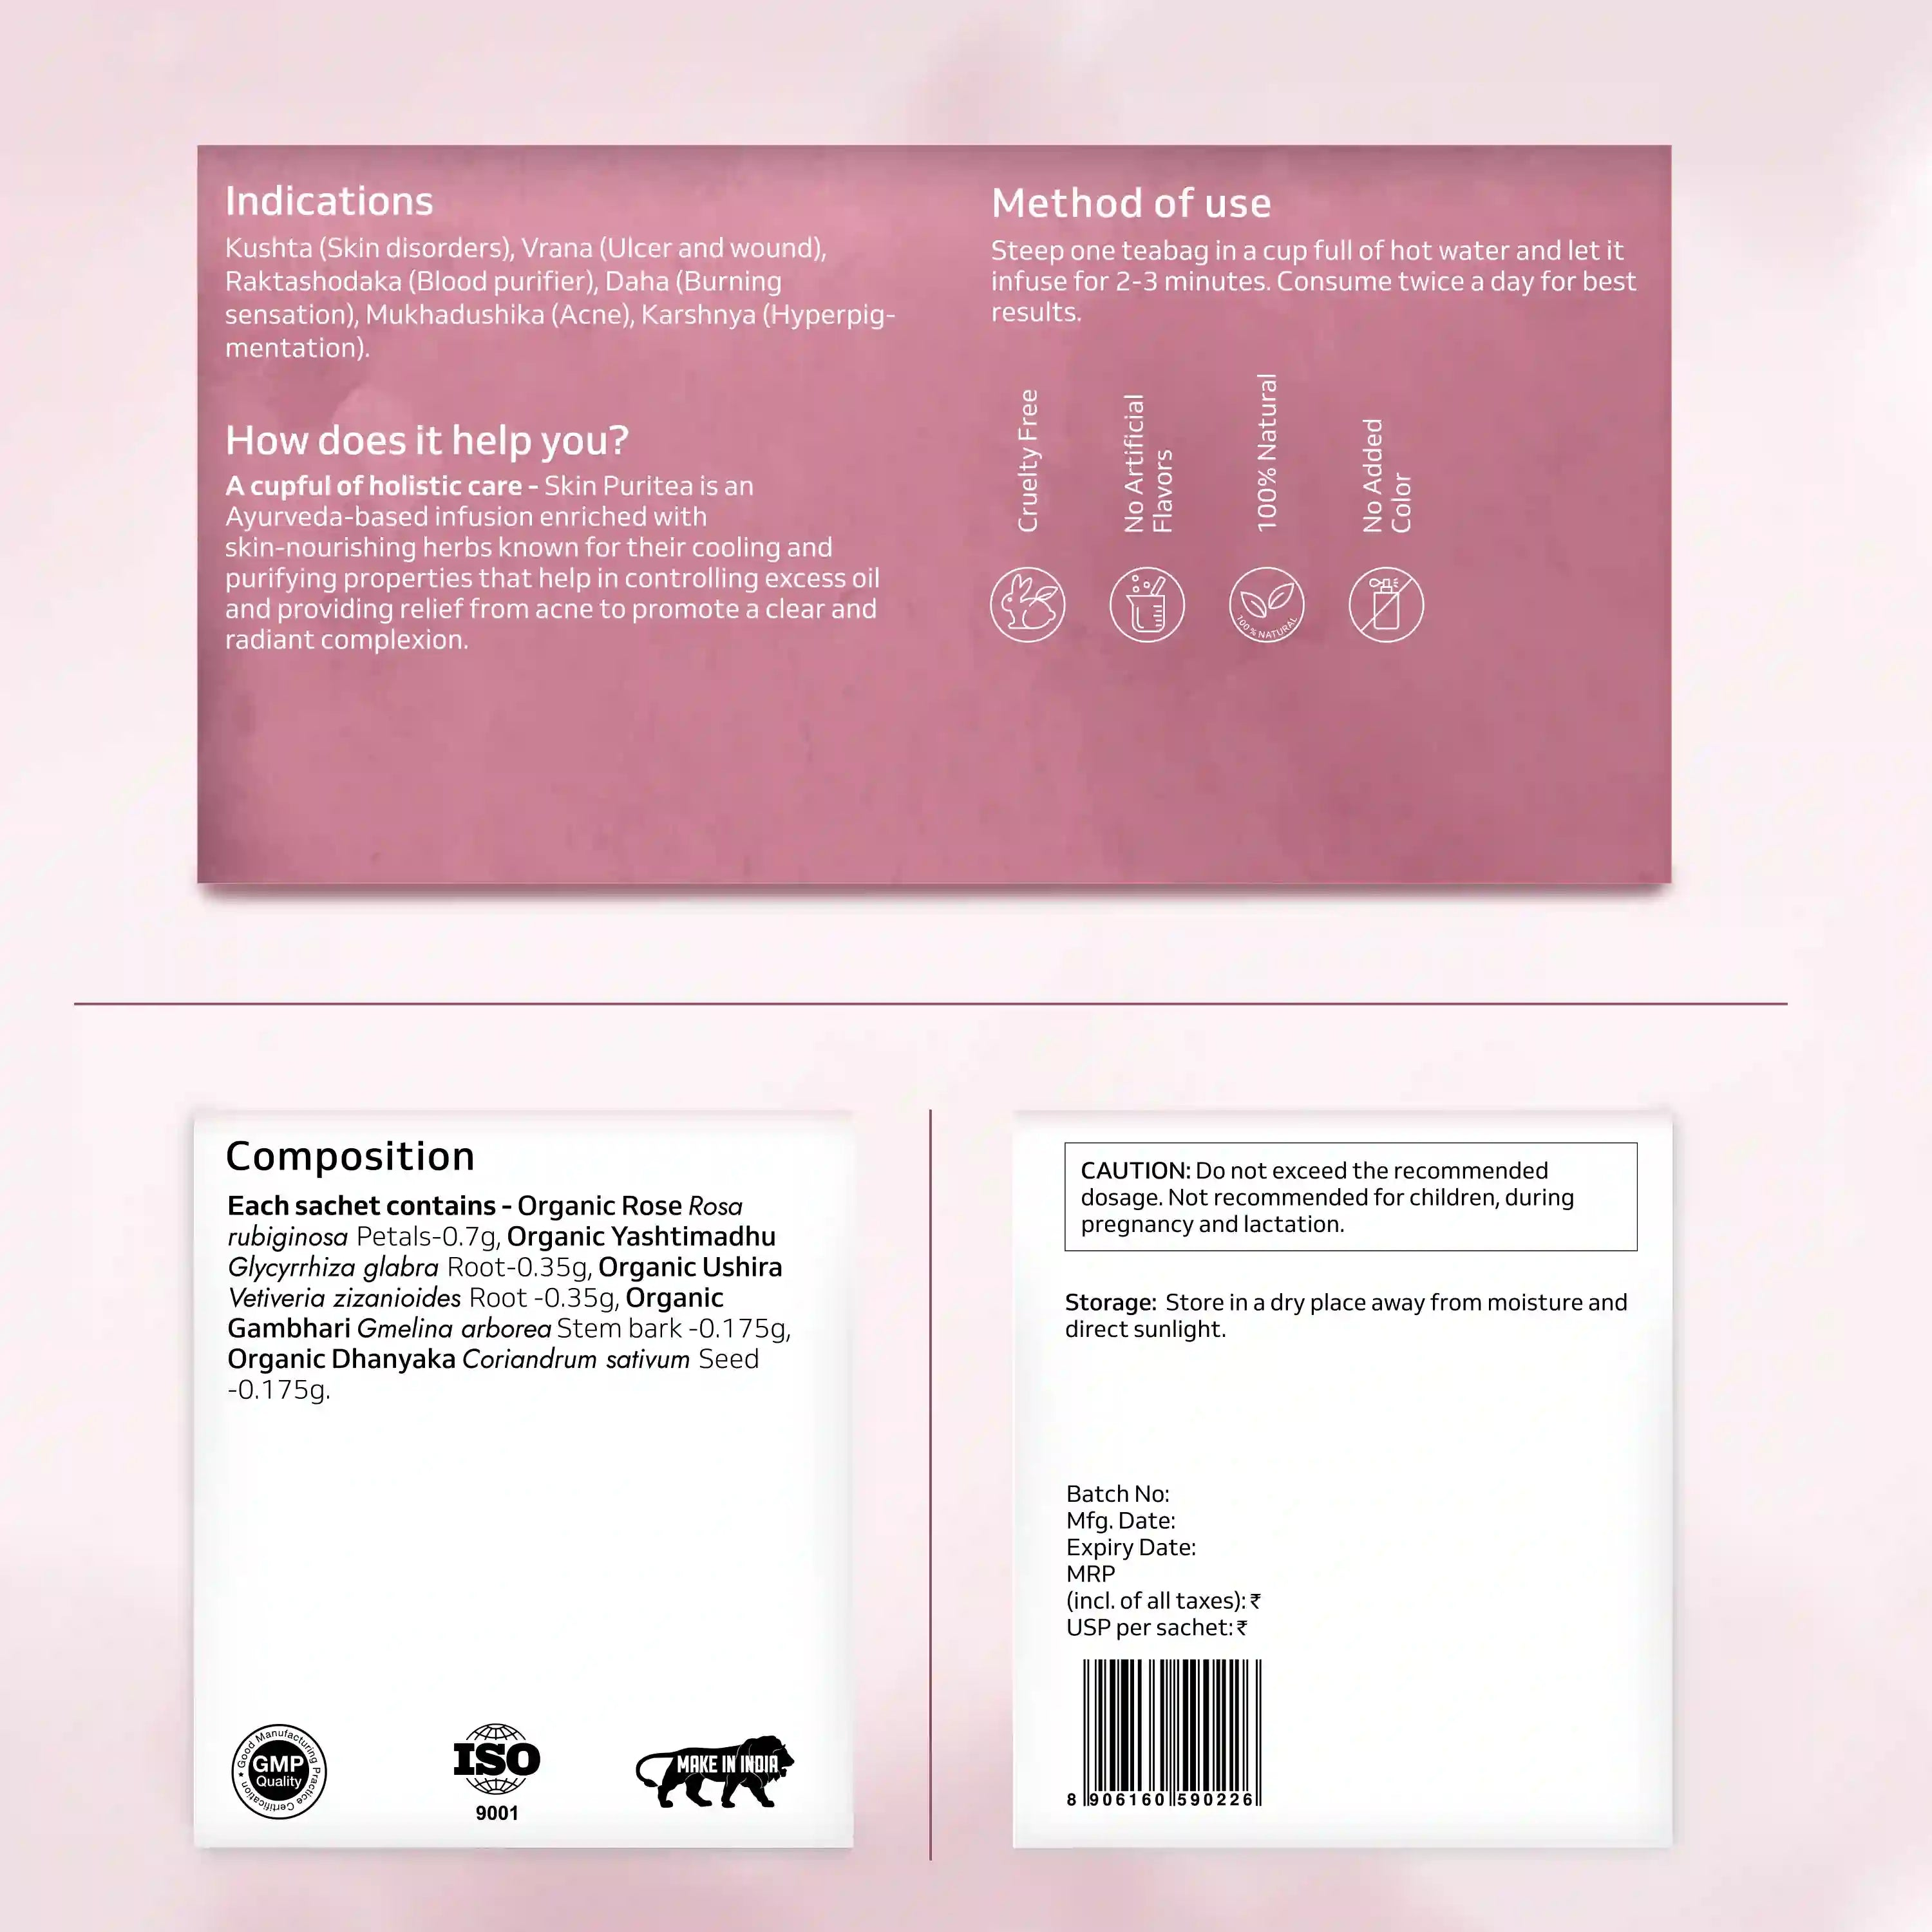 Indications
Kushta (Skin disorders), Vrana (Ulcer and wound),
Raktashodaka (Blood purifier), Daha (Burning
sensation), Mukhadushika (Acne), Karshnya (Hyperpig-
mentation).
How does it help you?
A cupful of holistic care - Skin Puritea is an
Ayurveda-based infusion enriched with
skin-nourishing herbs known for their cooling and
purifying properties that help in controlling excess oil
and providing relief from acne to promote a clear and
radiant complexion.
Method of use
Steep one teabag in a cup full of hot water and let it
infuse for 2-3 minutes. Consume twice a day for best
results.
Cruelty Free
No Artificial
Flavors
100% Natural
No Added
Color
100% NATURAL
Composition
Each sachet contains - Organic Rose Rosa
rubiginosa Petals-0.7g, Organic Yashtimadhu
Glycyrrhiza glabra Root-0.35g, Organic Ushira
Vetiveria zizanioides Root -0.35g, Organic
Gambhari Gmelina arborea Stem bark -0.175g,
Organic Dhanyaka Coriandrum sativum Seed
-0.175g.
Good Manufacturing Practice Certification
GMP
Quality
ISO
9001
MAKE IN INDIA
CAUTION: Do not exceed the recommended
dosage. Not recommended for children, during
pregnancy and lactation.
Storage: Store in a dry place away from moisture and
direct sunlight.
Batch No:
Mfg. Date:
Expiry Date:
MRP
(incl. of all taxes): ₹
USP per sachet: ₹
8 906160 590226